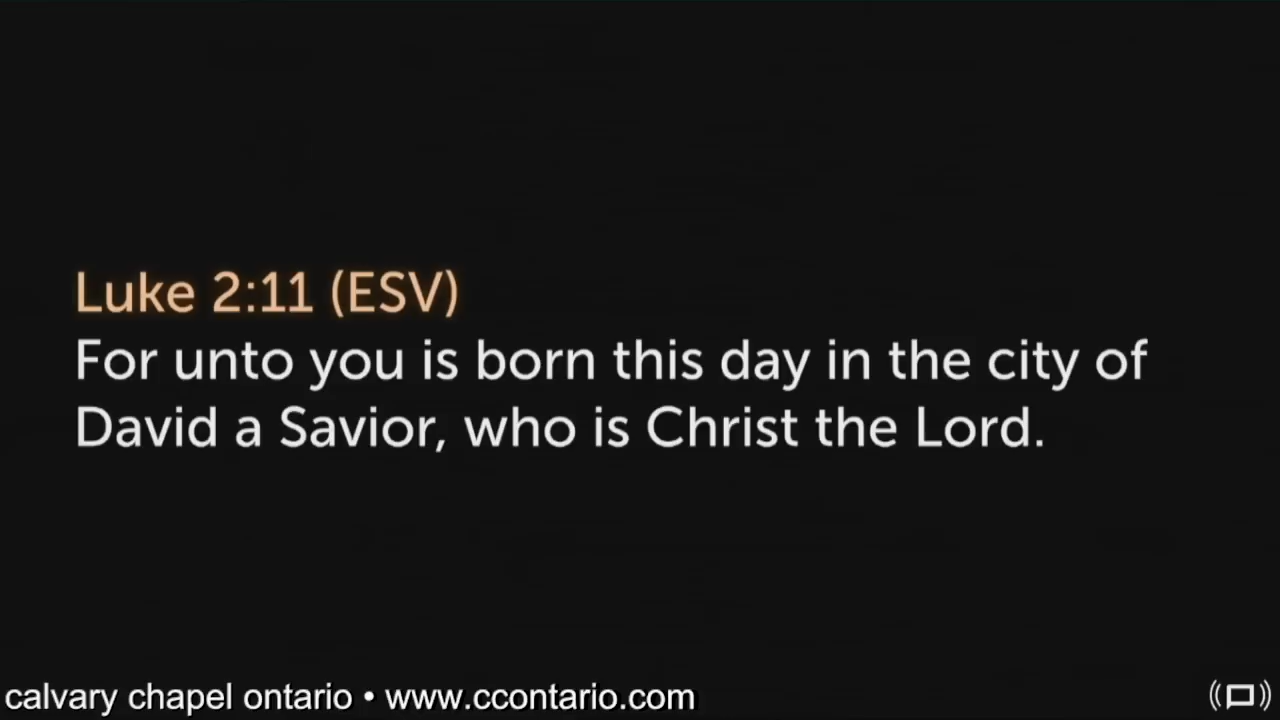 Luke 2:11 (ESV)
For unto you is born this day in the city of
David a Savior, who is Christ the Lord.
calvary chapel ontario • www.ccontario.com